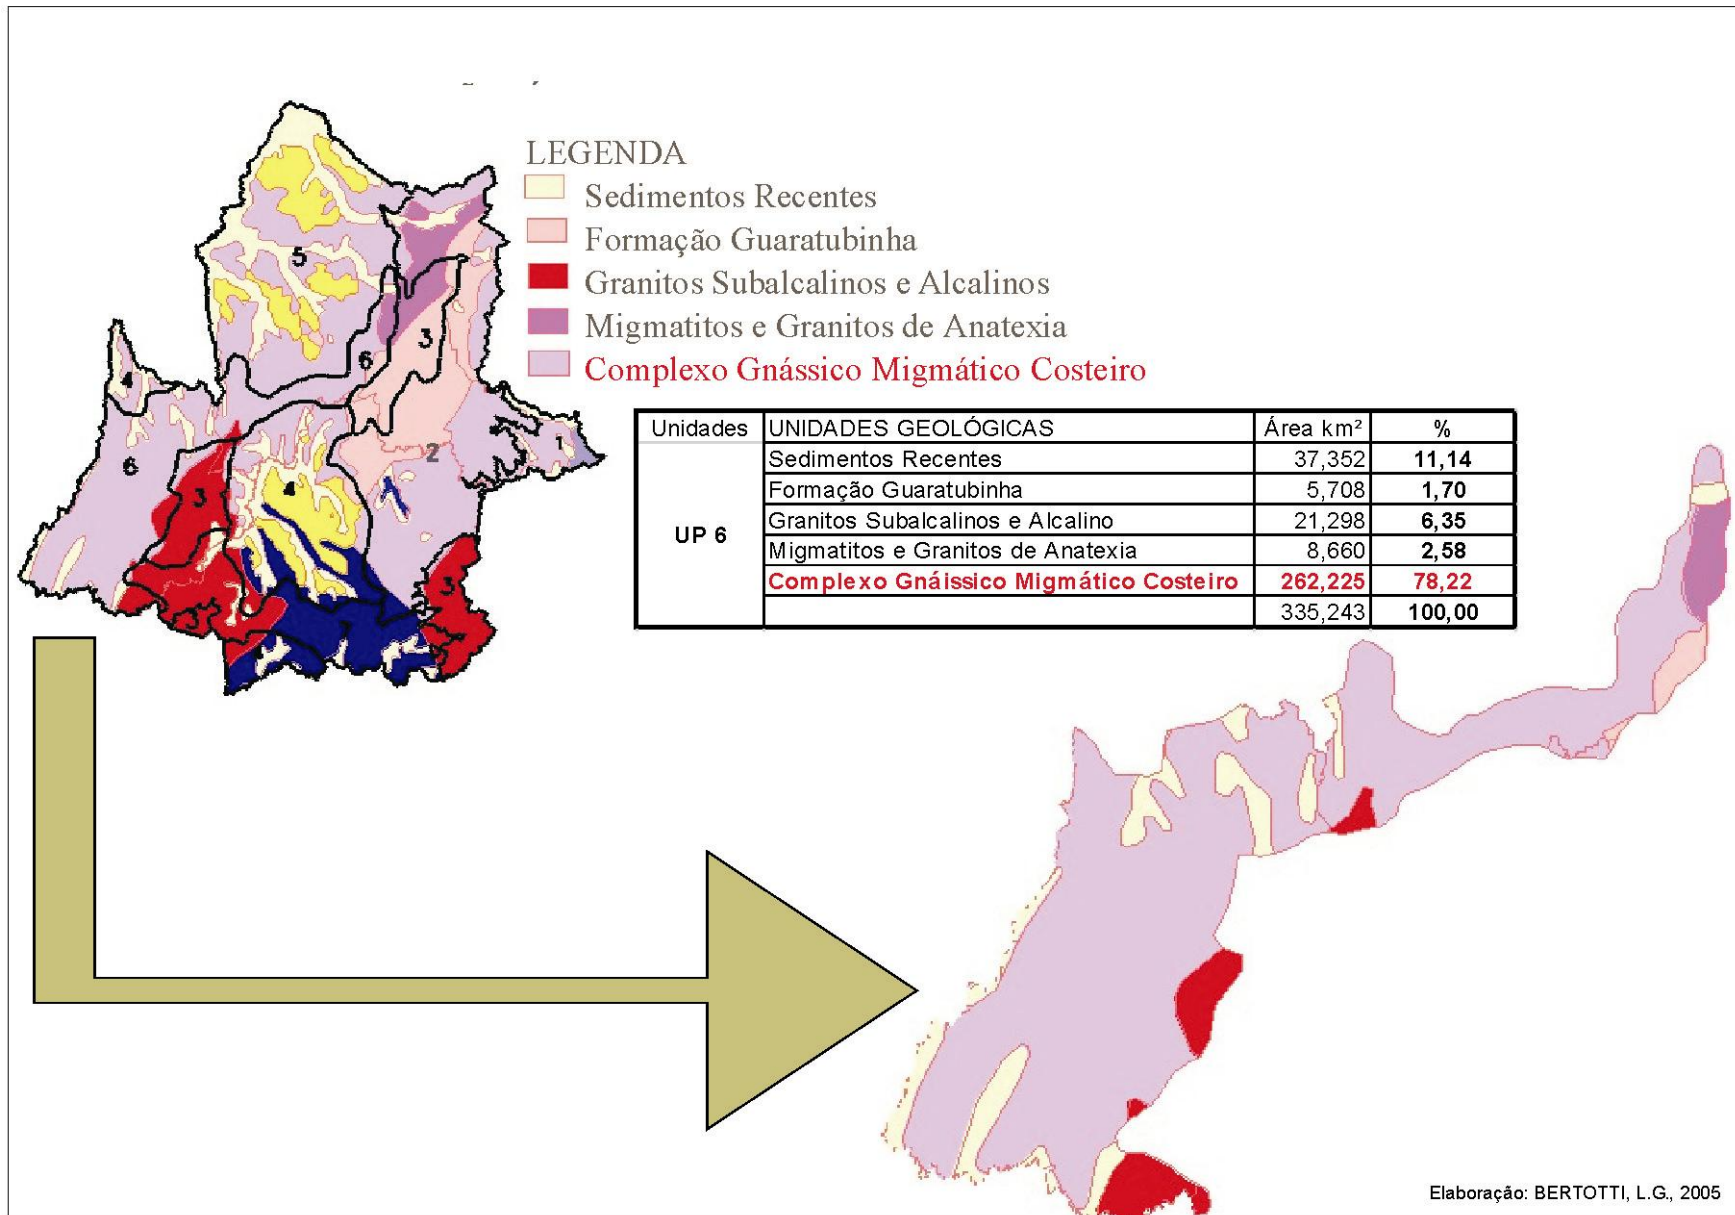 LEGENDA
Sedimentos Recentes
Formação Guaratubinha
Granitos Subalcalinos e Alcalinos
Migmatitos e Granitos de Anatexia
Complexo Gnássico Migmático Costeiro
5
3
6
4
2
1
6
3
4
3
Unidades UNIDADES GEOLÓGICAS Área km² %
Sedimentos Recentes 37,352 11,14
Formação Guaratubinha 5,708 1,70
Granitos Subalcalinos e Alcalino 21,298 6,35
UP 6
Migmatitos e Granitos de Anatexia 8,660 2,58
Complexo Gnáissico Migmático Costeiro 262,225 78,22
335,243 100,00
Elaboração: BERTOTTI, L.G., 2005